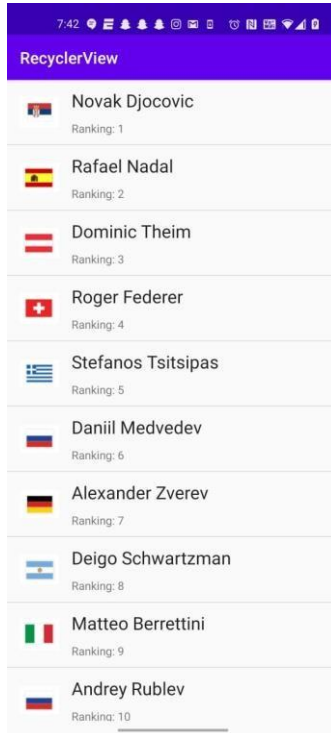 7:42
RecyclerView
Novak Djocovic
Ranking: 1
Rafael Nadal
Ranking: 2
Dominic Theim
Ranking: 3
Roger Federer
Ranking: 4
Stefanos Tsitsipas
Ranking: 5
Daniil Medvedev
Ranking: 6
Alexander Zverev
Ranking: 7
Deigo Schwartzman
Ranking: 8
Matteo Berrettini
Ranking: 9
Andrey Rublev
Ranking: 10